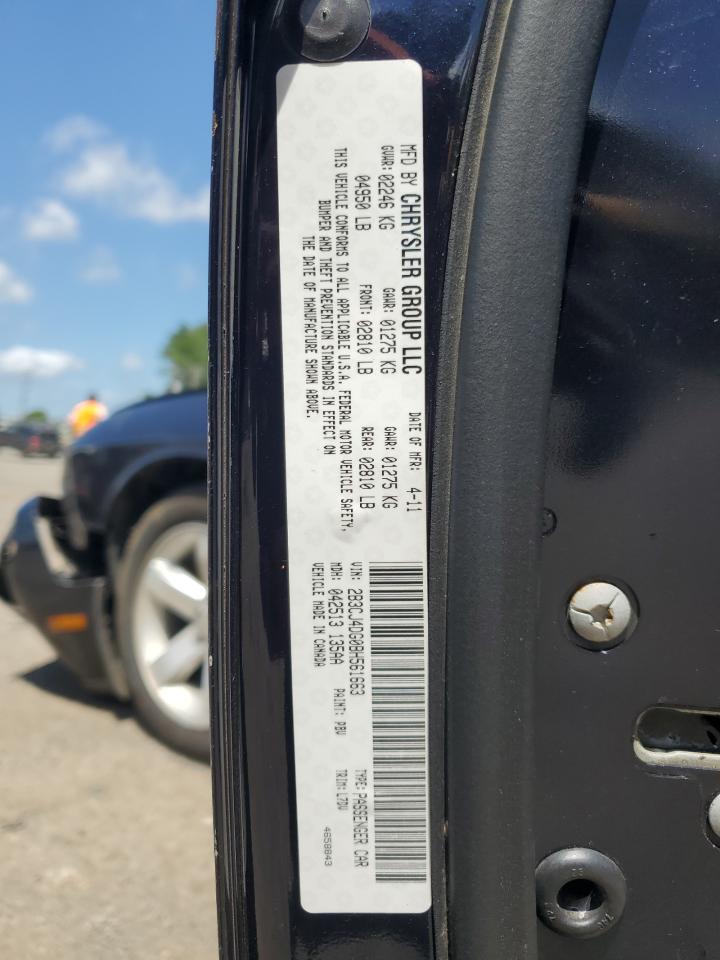 MFD BY CHRYSLER GROUP LLC DATE OF MFR: 4-11
GVWR: 02246 KG GAWR: 01275 KG GAWR: 01275 KG
04950 LB FRONT: 02810 LB REAR: 02810 LB
THIS VEHICLE CONFORMS TO ALL APPLICABLE U.S.A. FEDERAL MOTOR VEHICLE SAFETY,
BUMPER AND THEFT PREVENTION STANDARDS IN EFFECT ON
THE DATE OF MANUFACTURE SHOWN ABOVE.
VIN: 2B3CJ4DG0BH561663 TYPE: PASSENGER CAR
MDH: 042513 135AA PAINT: PBV TRIM: L7DV
VEHICLE MADE IN CANADA 4658843